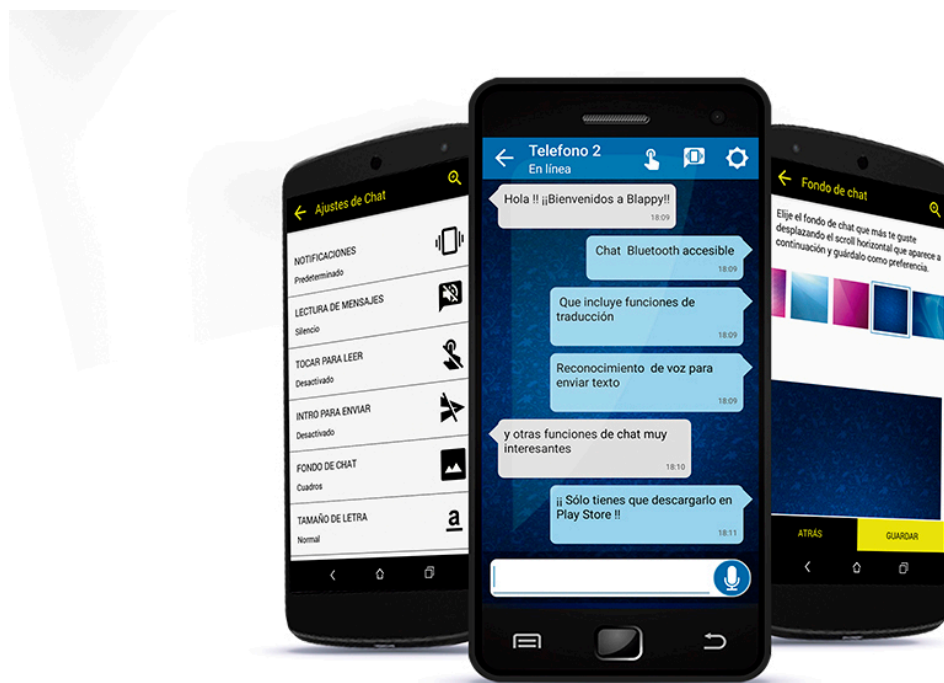 Ajustes de Chat
NOTIFICACIONES
Predeterminado
LECTURA DE MENSAJES
Silencio
TOCAR PARA LEER
Desactivado
INTRO PARA ENVIAR
Desactivado
FONDO DE CHAT
Cuadros
TAMAÑO DE LETRA
Normal
a
Telefono 2
En línea
Hola !! ¡¡Bienvenidos a Blappy!!
18:09
Chat Bluetooth accesible
18:09
Que incluye funciones de
traducción
18:09
Reconocimiento de voz para
enviar texto
18:09
y otras funciones de chat muy
interesantes
18:10
¡¡ Sólo tienes que descargarlo en
Play Store !!
18:11
Fondo de chat
Elije el fondo de chat que más te guste
desplazando el scroll horizontal que aparece a
continuación y guárdalo como preferencia.
ATRÁS
GUARDAR